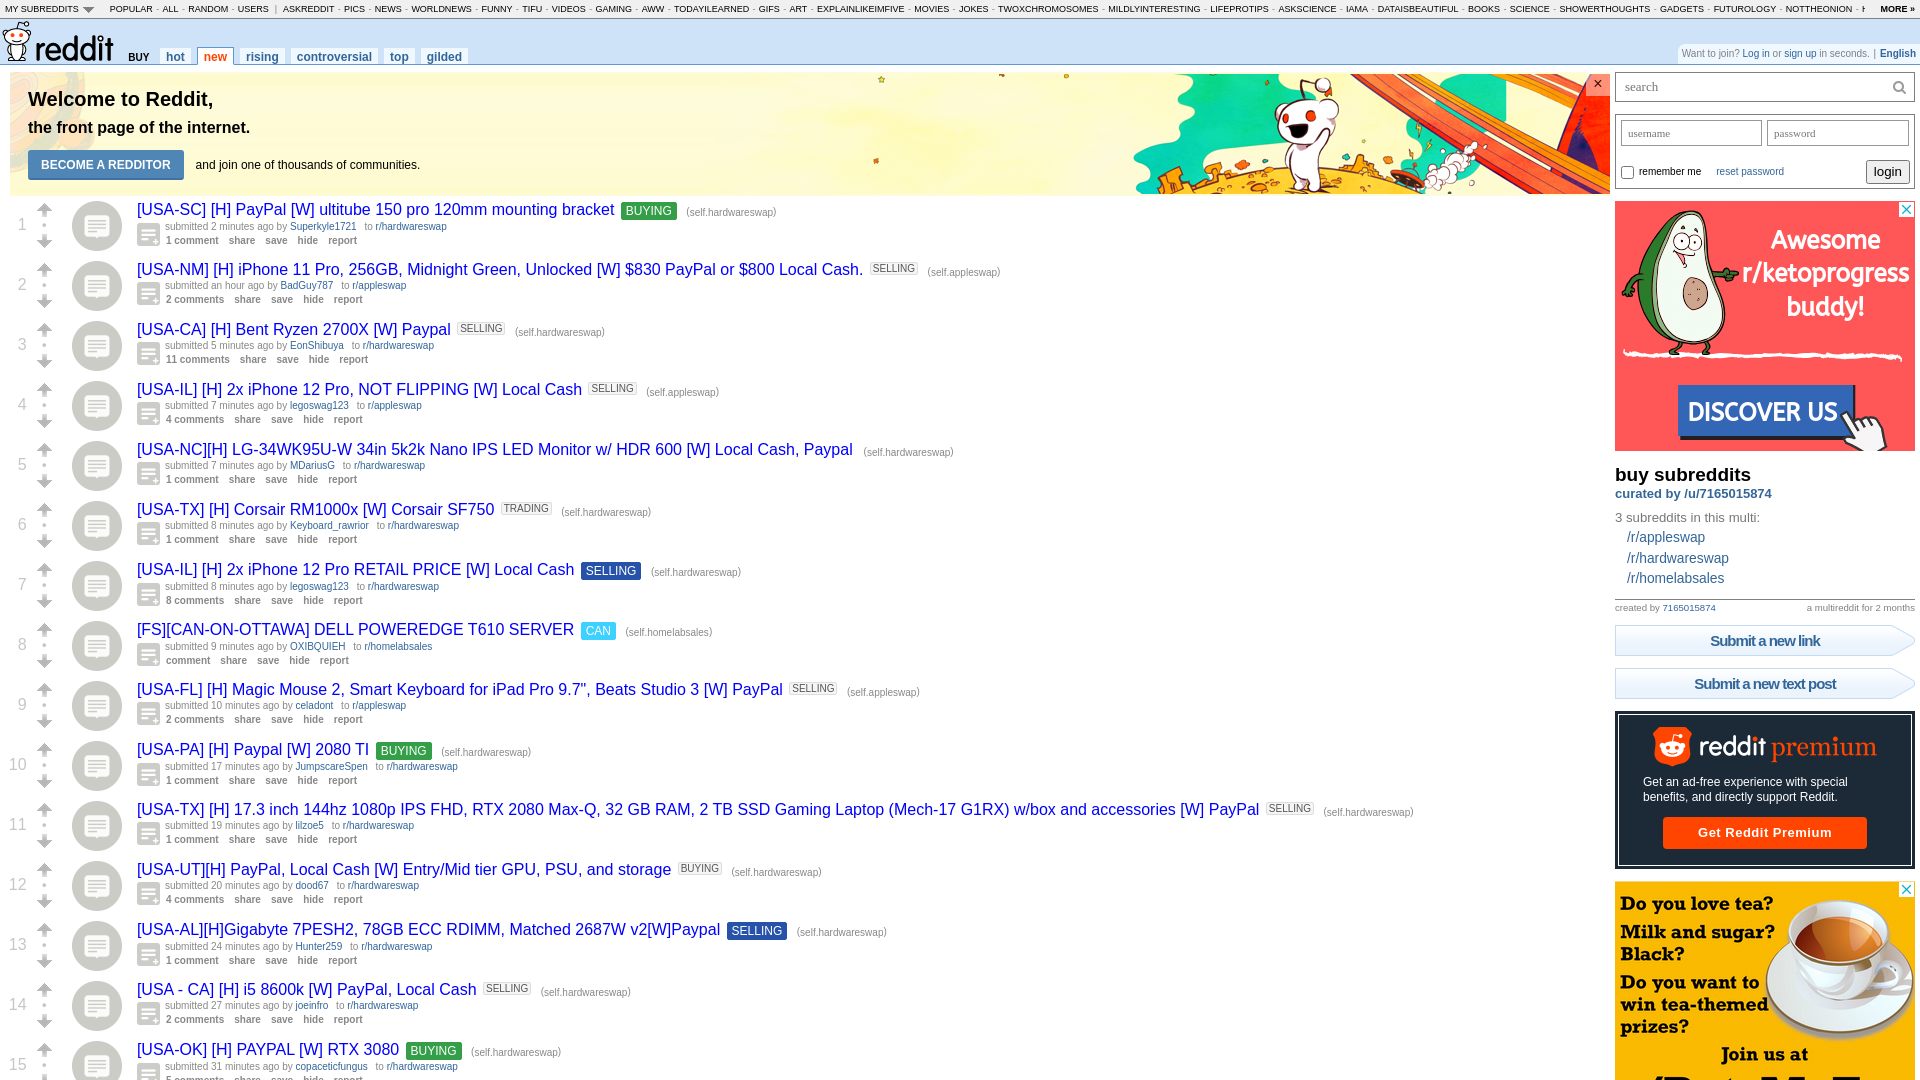 MY SUBREDDITS POPULAR - ALL - RANDOM - USERS | ASKREDDIT - PICS - NEWS - WORLDNEWS - FUNNY - TIFU - VIDEOS - GAMING - AWW - TODAYILEARNED - GIFS - ART - EXPLAINLIKEIMFIVE - MOVIES - JOKES - TWOXCHROMOSOMES - MILDLYINTERESTING - LIFEPROTIPS - ASKSCIENCE - IAMA - DATAISBEAUTIFUL - BOOKS - SCIENCE - SHOWERTHOUGHTS - GADGETS - FUTUROLOGY - NOTTHEONION - MORE »
reddit BUY hot new rising controversial top gilded
Want to join? Log in or sign up in seconds. | English
Welcome to Reddit,
the front page of the internet.
BECOME A REDDITOR and join one of thousands of communities.
×
1
[USA-SC] [H] PayPal [W] ultitube 150 pro 120mm mounting bracket BUYING (self.hardwareswap)
submitted 2 minutes ago by Superkyle1721 to r/hardwareswap
1 comment share save hide report
2
[USA-NM] [H] iPhone 11 Pro, 256GB, Midnight Green, Unlocked [W] $830 PayPal or $800 Local Cash. SELLING (self.appleswap)
submitted an hour ago by BadGuy787 to r/appleswap
2 comments share save hide report
3
[USA-CA] [H] Bent Ryzen 2700X [W] Paypal SELLING (self.hardwareswap)
submitted 5 minutes ago by EonShibuya to r/hardwareswap
11 comments share save hide report
4
[USA-IL] [H] 2x iPhone 12 Pro, NOT FLIPPING [W] Local Cash SELLING (self.appleswap)
submitted 7 minutes ago by legoswag123 to r/appleswap
4 comments share save hide report
5
[USA-NC][H] LG-34WK95U-W 34in 5k2k Nano IPS LED Monitor w/ HDR 600 [W] Local Cash, Paypal (self.hardwareswap)
submitted 7 minutes ago by MDariusG to r/hardwareswap
1 comment share save hide report
6
[USA-TX] [H] Corsair RM1000x [W] Corsair SF750 TRADING (self.hardwareswap)
submitted 8 minutes ago by Keyboard_rawrior to r/hardwareswap
1 comment share save hide report
7
[USA-IL] [H] 2x iPhone 12 Pro RETAIL PRICE [W] Local Cash SELLING (self.hardwareswap)
submitted 8 minutes ago by legoswag123 to r/hardwareswap
8 comments share save hide report
8
[FS][CAN-ON-OTTAWA] DELL POWEREDGE T610 SERVER CAN (self.homelabsales)
submitted 9 minutes ago by OXIBQUIEH to r/homelabsales
comment share save hide report
9
[USA-FL] [H] Magic Mouse 2, Smart Keyboard for iPad Pro 9.7", Beats Studio 3 [W] PayPal SELLING (self.appleswap)
submitted 10 minutes ago by celadont to r/appleswap
2 comments share save hide report
10
[USA-PA] [H] Paypal [W] 2080 TI BUYING (self.hardwareswap)
submitted 17 minutes ago by JumpscareSpen to r/hardwareswap
1 comment share save hide report
11
[USA-TX] [H] 17.3 inch 144hz 1080p IPS FHD, RTX 2080 Max-Q, 32 GB RAM, 2 TB SSD Gaming Laptop (Mech-17 G1RX) w/box and accessories [W] PayPal SELLING (self.hardwareswap)
submitted 19 minutes ago by lilzoe5 to r/hardwareswap
1 comment share save hide report
12
[USA-UT][H] PayPal, Local Cash [W] Entry/Mid tier GPU, PSU, and storage BUYING (self.hardwareswap)
submitted 20 minutes ago by dood67 to r/hardwareswap
4 comments share save hide report
13
[USA-AL][H]Gigabyte 7PESH2, 78GB ECC RDIMM, Matched 2687W v2[W]Paypal SELLING (self.hardwareswap)
submitted 24 minutes ago by Hunter259 to r/hardwareswap
1 comment share save hide report
14
[USA - CA] [H] i5 8600k [W] PayPal, Local Cash SELLING (self.hardwareswap)
submitted 27 minutes ago by joeinfro to r/hardwareswap
2 comments share save hide report
15
[USA-OK] [H] PAYPAL [W] RTX 3080 BUYING (self.hardwareswap)
submitted 31 minutes ago by copaceticfungus to r/hardwareswap
5 comments share save hide report
search
username password
remember me reset password login
Awesome
r/ketoprogress
buddy!
DISCOVER US
buy subreddits
curated by /u/7165015874
3 subreddits in this multi:
/r/appleswap
/r/hardwareswap
/r/homelabsales
created by 7165015874 a multireddit for 2 months
Submit a new link
Submit a new text post
reddit premium
Get an ad-free experience with special
benefits, and directly support Reddit.
Get Reddit Premium
Do you love tea?
Milk and sugar?
Black?
Do you want to
win tea-themed
prizes?
Join us at